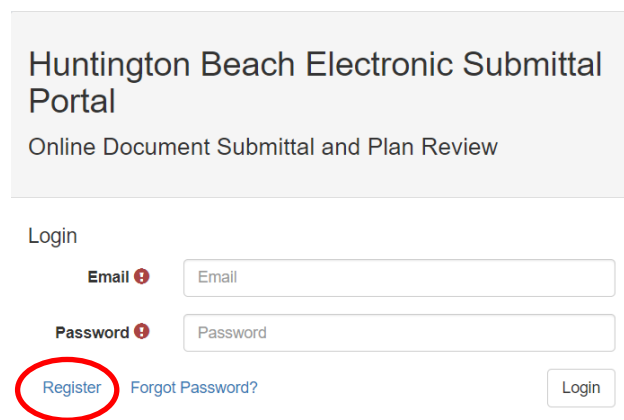 Huntington Beach Electronic Submittal
Portal
Online Document Submittal and Plan Review
Login
Email
Email
Password
Password
Register Forgot Password? Login